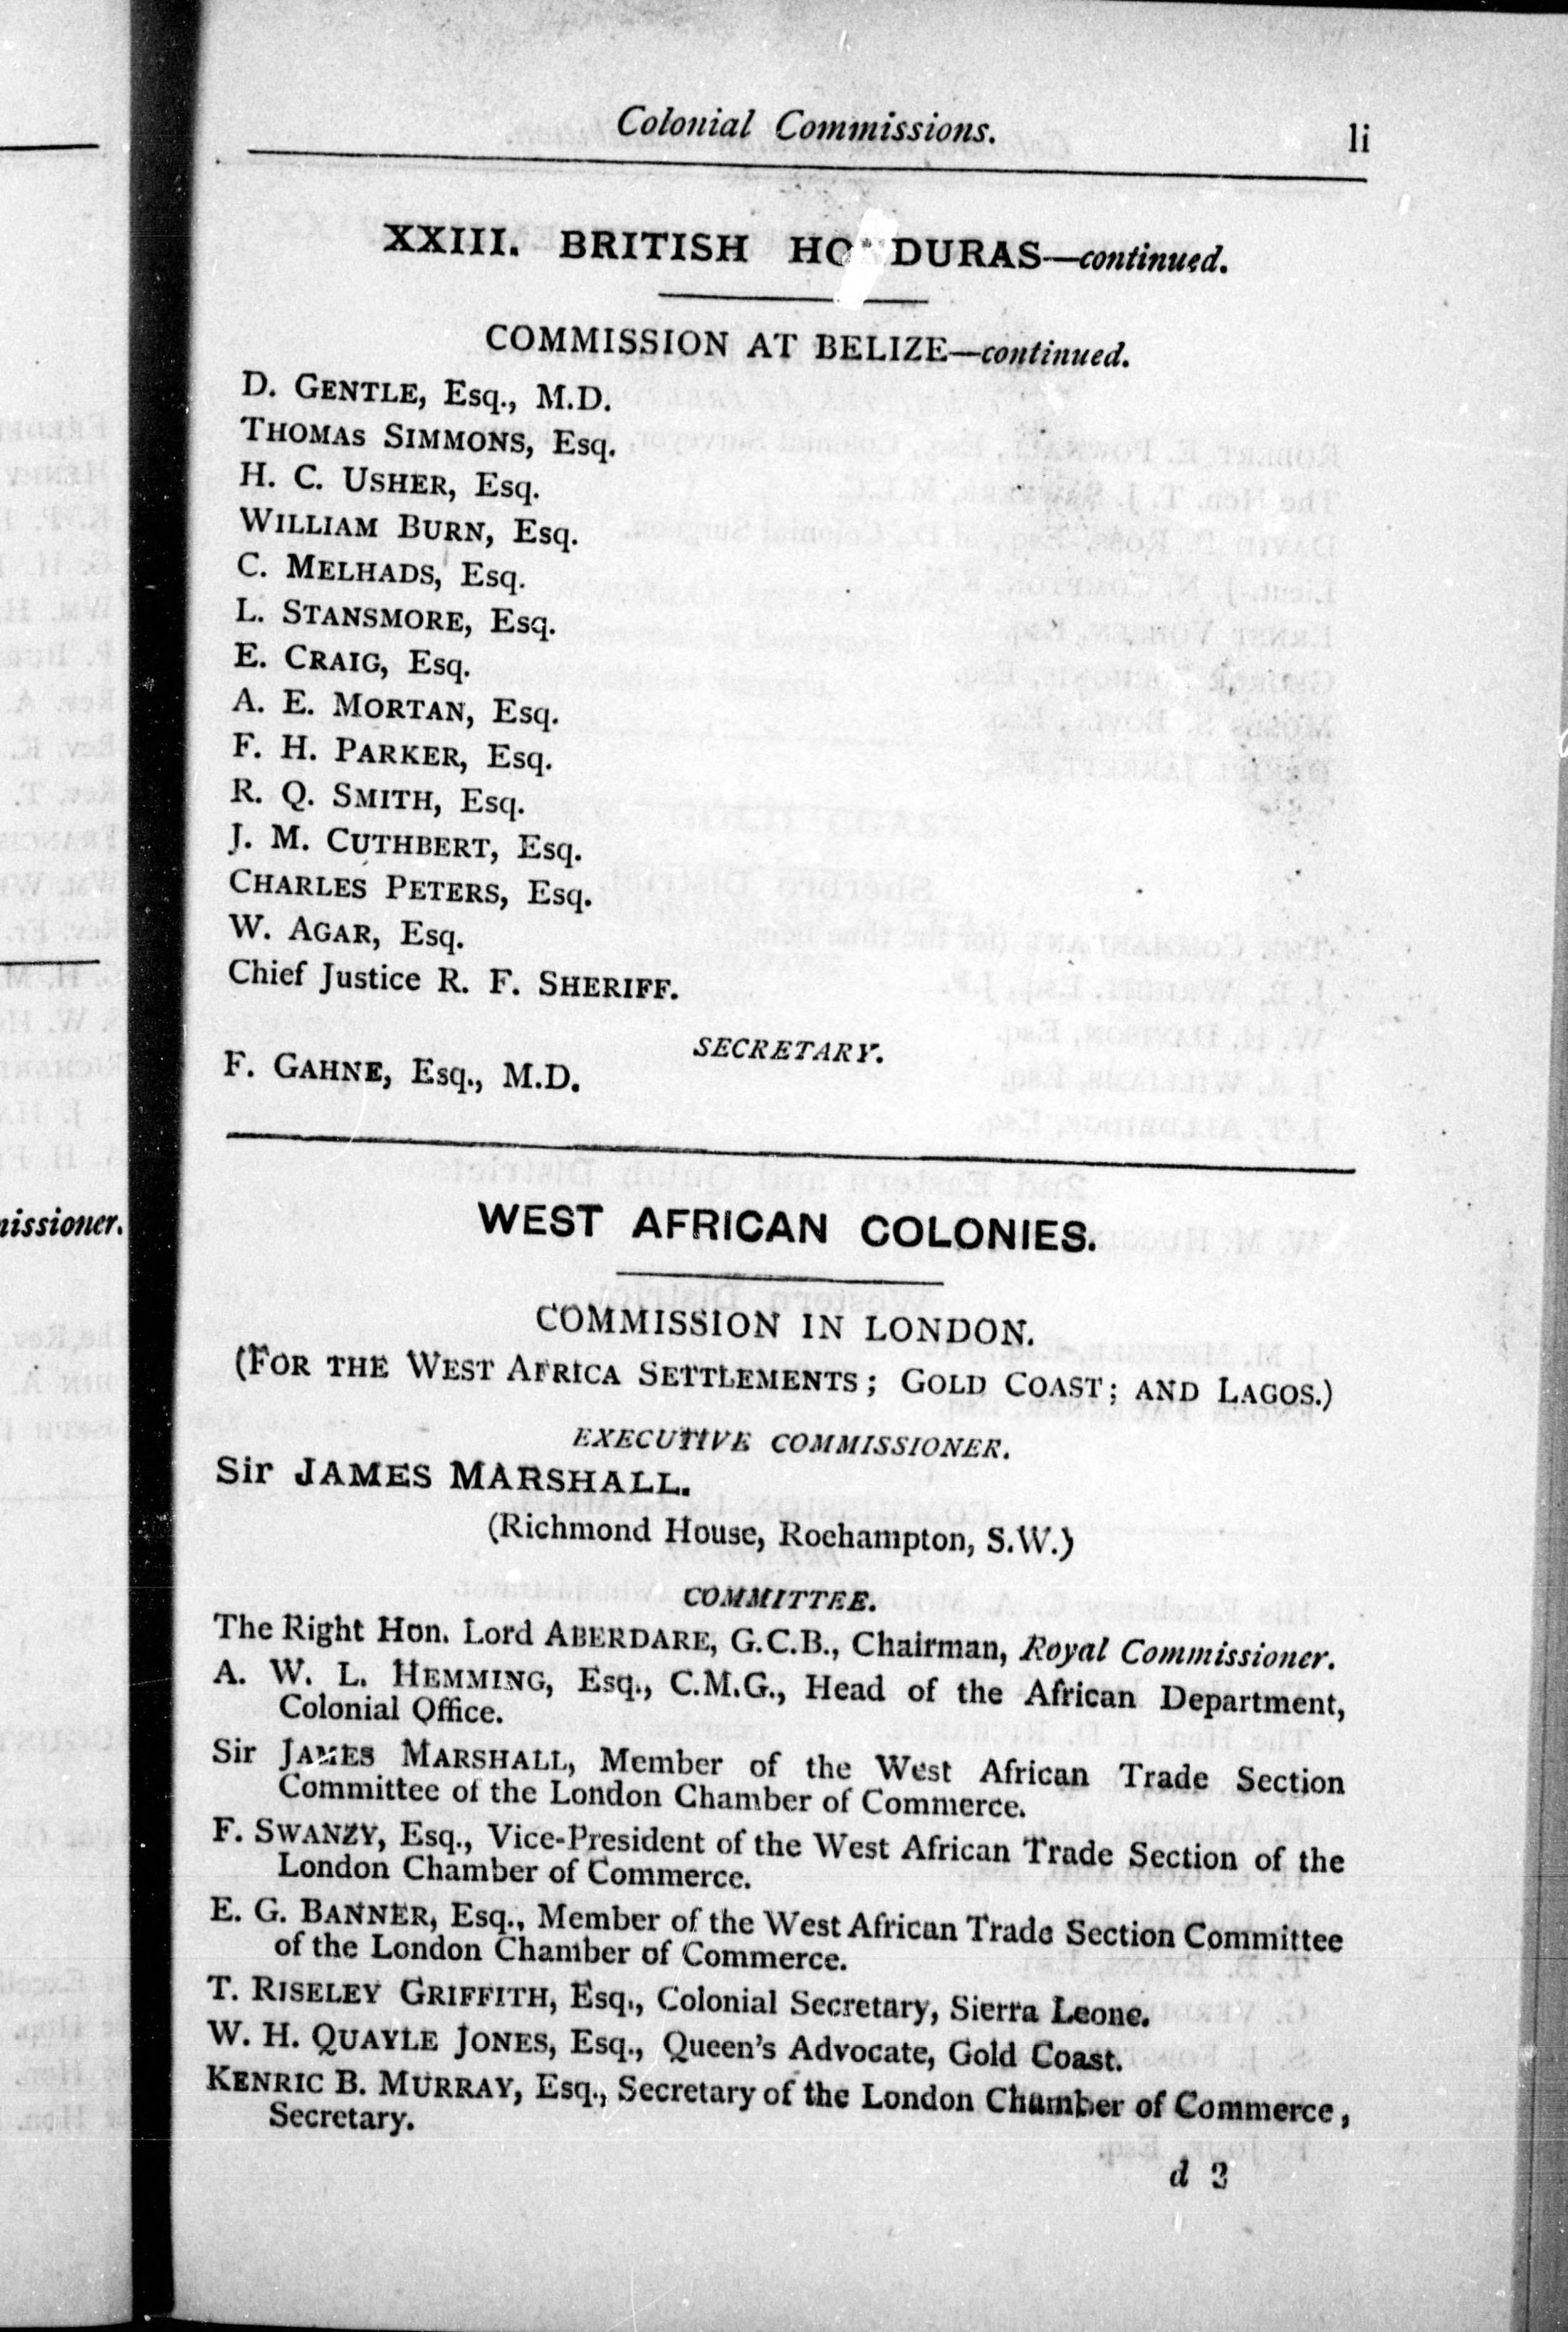 Colonial Commissions. li
XXIII. BRITISH HONDURAS—continued.
COMMISSION AT BELIZE—continued.
D. GENTLE, Esq., M.D.
THOMAS SIMMONS, Esq.
H. C. USHER, Esq.
WILLIAM BURN, Esq.
C. MELHADS, Esq.
L. STANSMORE, Esq.
E. CRAIG, Esq.
A. E. MORTAN, Esq.
F. H. PARKER, Esq.
R. Q. SMITH, Esq.
J. M. CUTHBERT, Esq.
CHARLES PETERS, Esq.
W. AGAR, Esq.
Chief Justice R. F. SHERIFF.
SECRETARY.
F. GAHNE, Esq., M.D.
WEST AFRICAN COLONIES.
COMMISSION IN LONDON.
(FOR THE WEST AFRICA SETTLEMENTS; GOLD COAST; AND LAGOS.)
EXECUTIVE COMMISSIONER.
Sir JAMES MARSHALL.
(Richmond House, Roehampton, S.W.)
COMMITTEE.
The Right Hon. Lord ABERDARE, G.C.B., Chairman, Royal Commissioner.
A. W. L. HEMMING, Esq., C.M.G., Head of the African Department,
Colonial Office.
Sir JAMES MARSHALL, Member of the West African Trade Section
Committee of the London Chamber of Commerce.
F. SWANZY, Esq., Vice-President of the West African Trade Section of the
London Chamber of Commerce.
E. G. BANNER, Esq., Member of the West African Trade Section Committee
of the London Chamber of Commerce.
T. RISELEY GRIFFITH, Esq., Colonial Secretary, Sierra Leone.
W. H. QUAYLE JONES, Esq., Queen's Advocate, Gold Coast.
KENRIC B. MURRAY, Esq., Secretary of the London Chamber of Commerce,
Secretary.
d 2